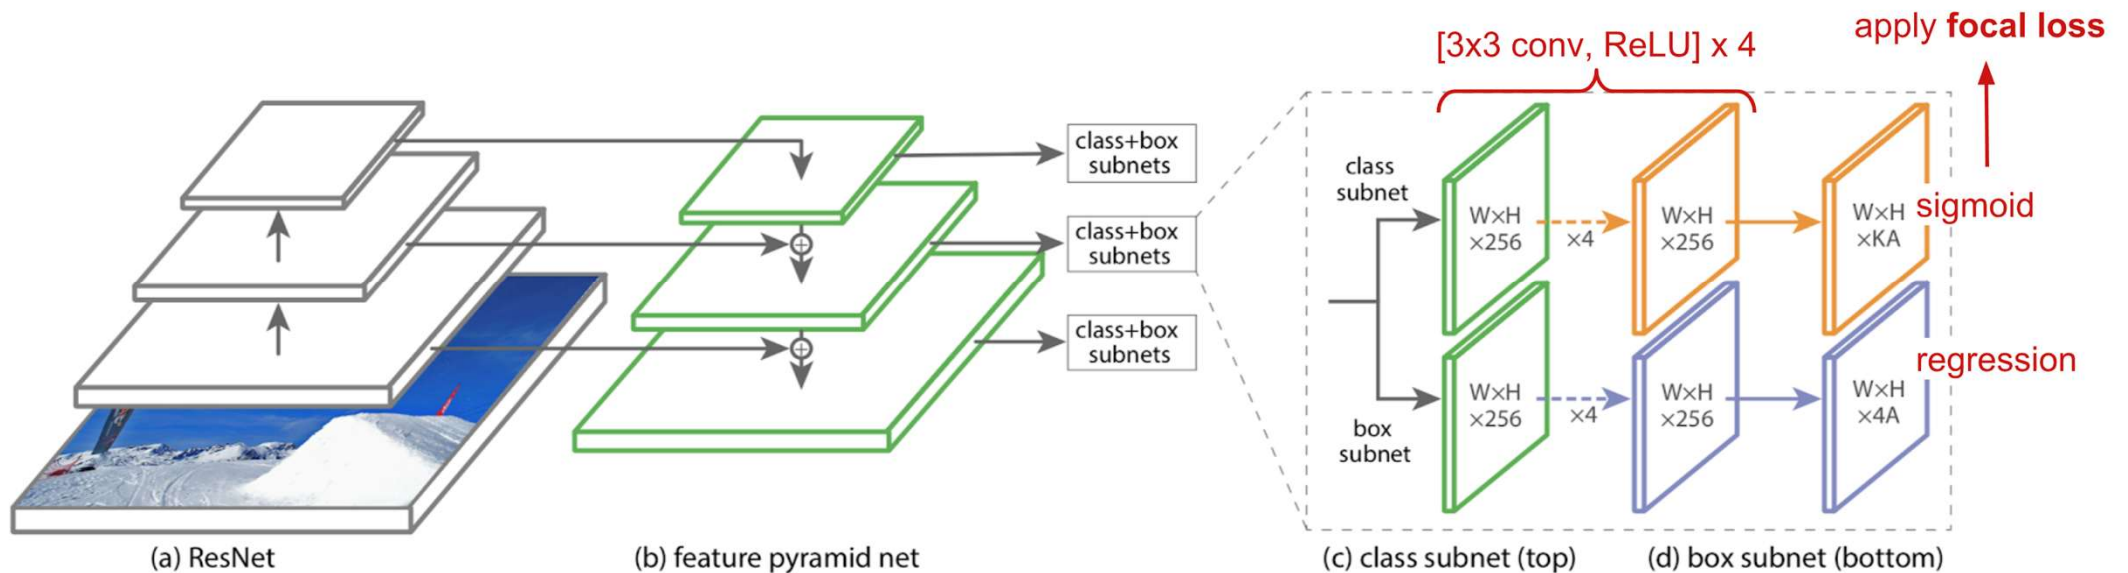 apply focal loss
[3x3 conv, ReLU] x 4
class+box
subnets
class+box
subnets
class+box
subnets
class
subnet
W×H
×256
×4
W×H
×256
W×H
×KA
sigmoid
box
subnet
W×H
×256
×4
W×H
×256
W×H
×4A
regression
(a) ResNet
(b) feature pyramid net
(c) class subnet (top)
(d) box subnet (bottom)